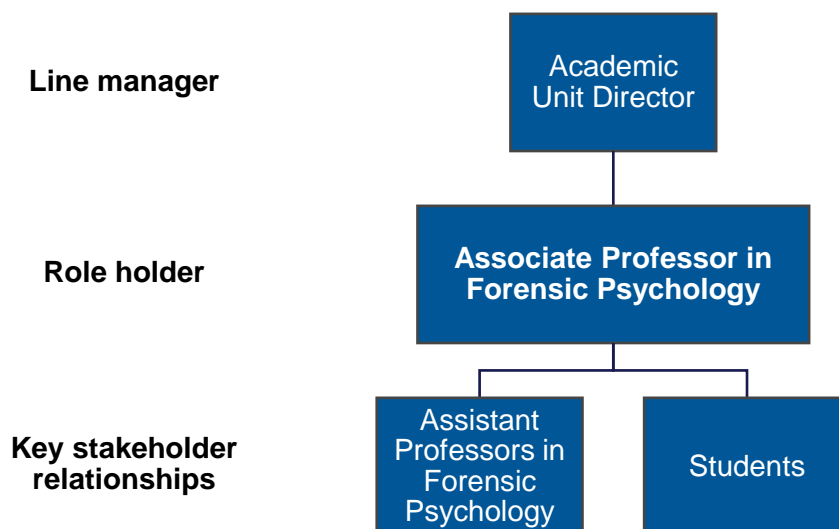 Line manager
Academic
Unit Director
Role holder
Associate Professor in
Forensic Psychology
Key stakeholder
relationships
Assistant
Professors in
Forensic
Psychology
Students